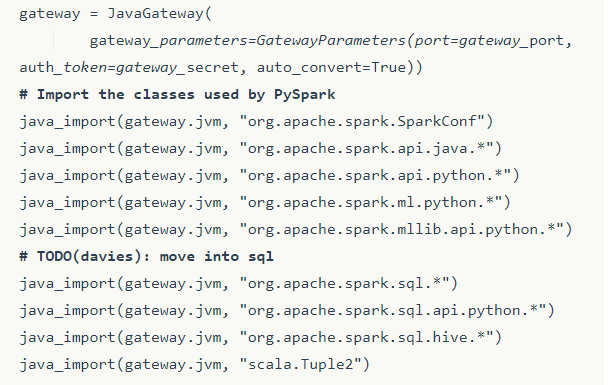 gateway = JavaGateway(
gateway_parameters=GatewayParameters(port=gateway_port,
auth_token=gateway_secret, auto_convert=True))
# Import the classes used by PySpark
java_import(gateway.jvm, "org.apache.spark.SparkConf")
java_import(gateway.jvm, "org.apache.spark.api.java.*")
java_import(gateway.jvm, "org.apache.spark.api.python.*")
java_import(gateway.jvm, "org.apache.spark.ml.python.*")
java_import(gateway.jvm, "org.apache.spark.mllib.api.python.*")
# TODO(davies): move into sql
java_import(gateway.jvm, "org.apache.spark.sql.*")
java_import(gateway.jvm, "org.apache.spark.sql.api.python.*")
java_import(gateway.jvm, "org.apache.spark.sql.hive.*")
java_import(gateway.jvm, "scala.Tuple2")